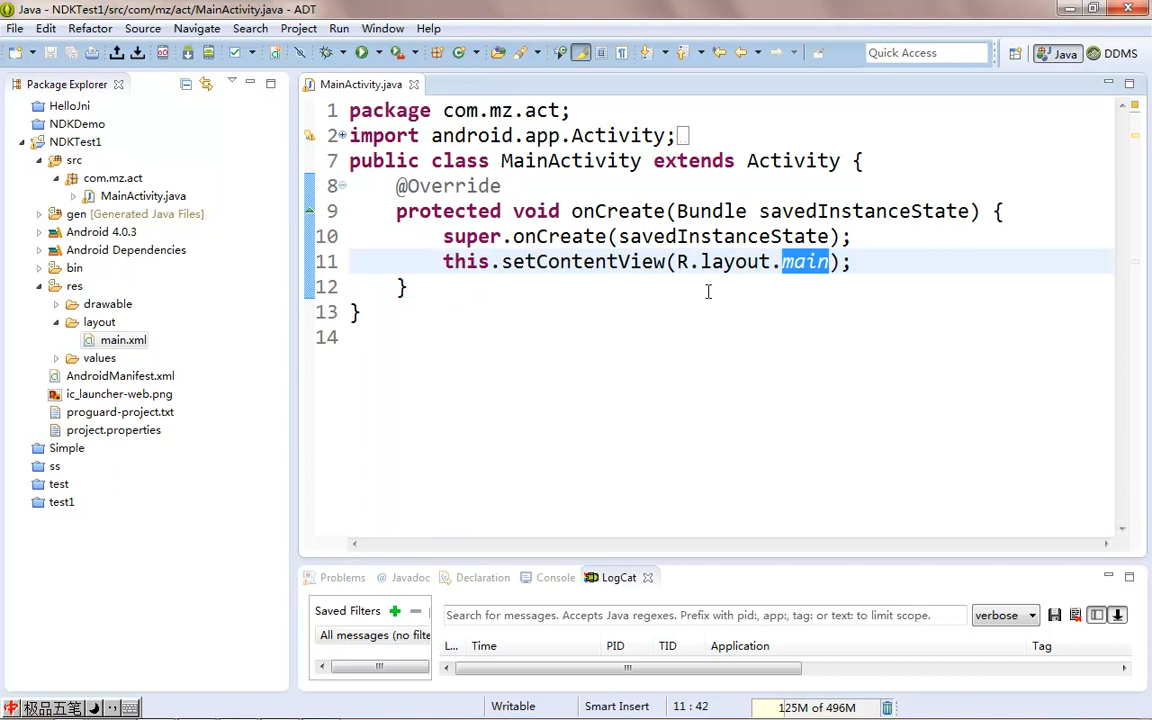 Java - NDKTest1/src/com/mz/act/MainActivity.java - ADT
File Edit Refactor Source Navigate Search Project Run Window Help
Quick Access
Java
DDMS
Package Explorer
HelloJni
NDKDemo
NDKTest1
src
com.mz.act
MainActivity.java
gen [Generated Java Files]
Android 4.0.3
Android Dependencies
bin
res
drawable
layout
main.xml
values
AndroidManifest.xml
ic_launcher-web.png
proguard-project.txt
project.properties
Simple
ss
test
test1
MainActivity.java
1 package com.mz.act;
2 import android.app.Activity;
7 public class MainActivity extends Activity {
8 @Override
9 protected void onCreate(Bundle savedInstanceState) {
10 super.onCreate(savedInstanceState);
11 this.setContentView(R.layout.main);
12 }
13 }
14
Problems Javadoc Declaration Console LogCat
Saved Filters
All messages (no filte
Search for messages. Accepts Java regexes. Prefix with pid:, app:, tag: or text: to limit scope.
verbose
L... Time PID TID Application Tag
极品五笔
Writable Smart Insert 11 : 42 125M of 496M